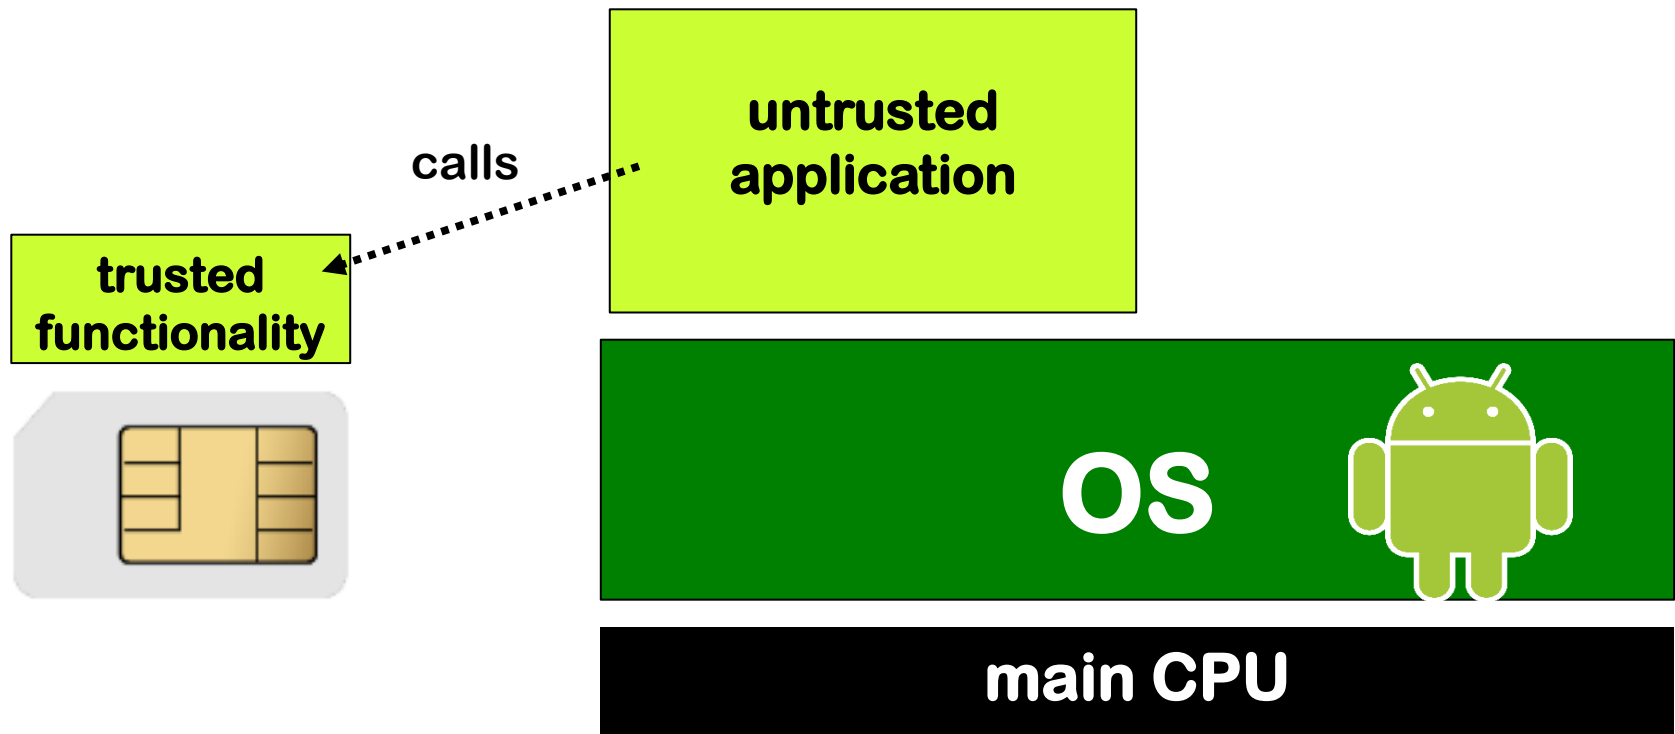 untrusted
application
calls
trusted
functionality
OS
main CPU